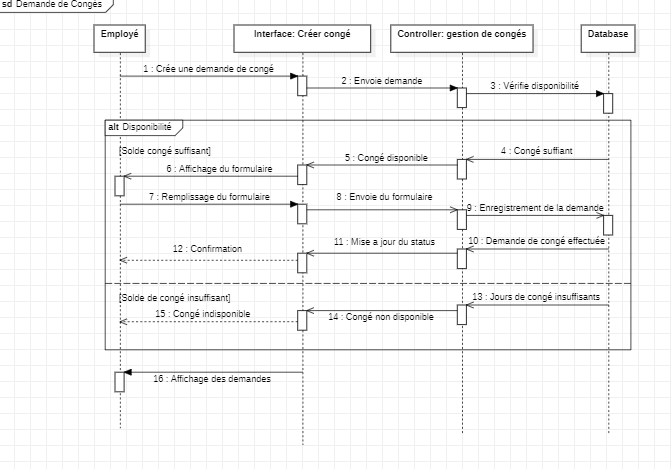 sd Demande de Congés
Employé
Interface: Créer congé
Controller: gestion de congés
Database
1 : Crée une demande de congé
2 : Envoie demande
3 : Vérifie disponibilité
alt Disponibilité
[Solde congé suffisant]
4 : Congé suffiant
5 : Congé disponible
6 : Affichage du formulaire
7 : Remplissage du formulaire
8 : Envoie du formulaire
9 : Enregistrement de la demande
10 : Demande de congé effectuée
11 : Mise a jour du status
12 : Confirmation
[Solde de congé insuffisant]
13 : Jours de congé insuffisants
14 : Congé non disponible
15 : Congé indisponible
16 : Affichage des demandes